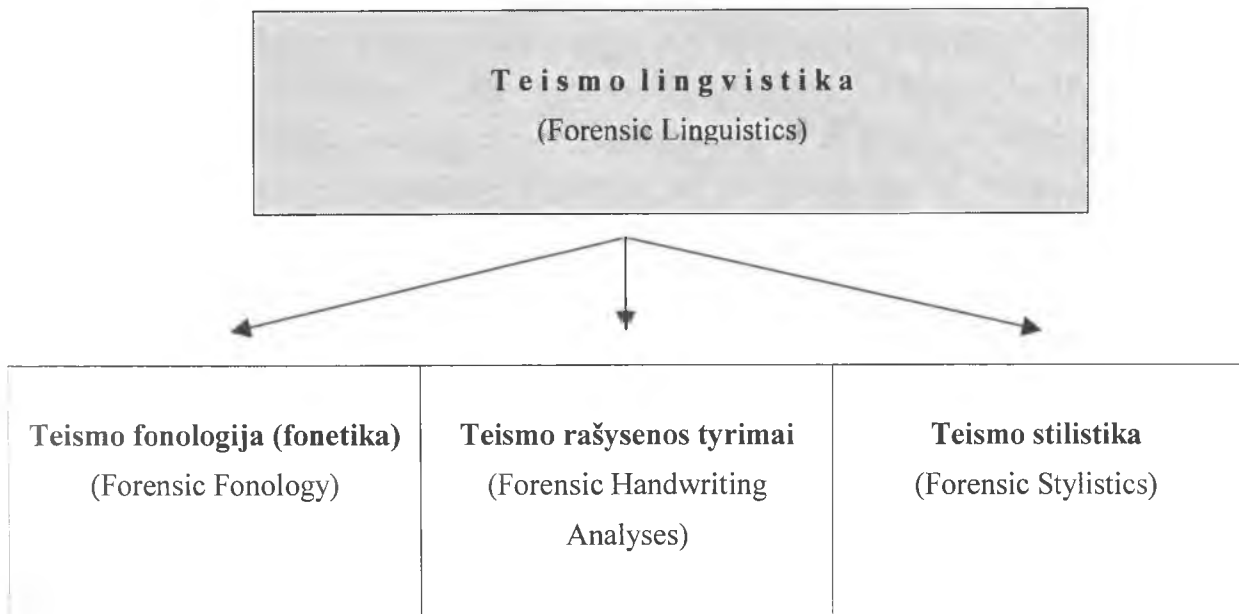 Teismo lingvistika
(Forensic Linguistics)
Teismo fonologija (fonetika)
(Forensic Fonology)
Teismo rašysenos tyrimai
(Forensic Handwriting
Analyses)
Teismo stilistika
(Forensic Stylistics)